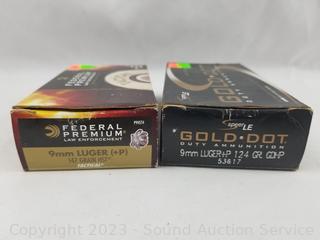 FEDERAL
PREMIUM
LAW ENFORCEMENT
9mm LUGER (+P)
147 GRAIN HST
TACTICAL
LE
GOLD DOT
DUTY AMMUNITION
9mm LUGER+P 124 GR. GDHP
53617
Copyright 2023 - Sound Auction Service